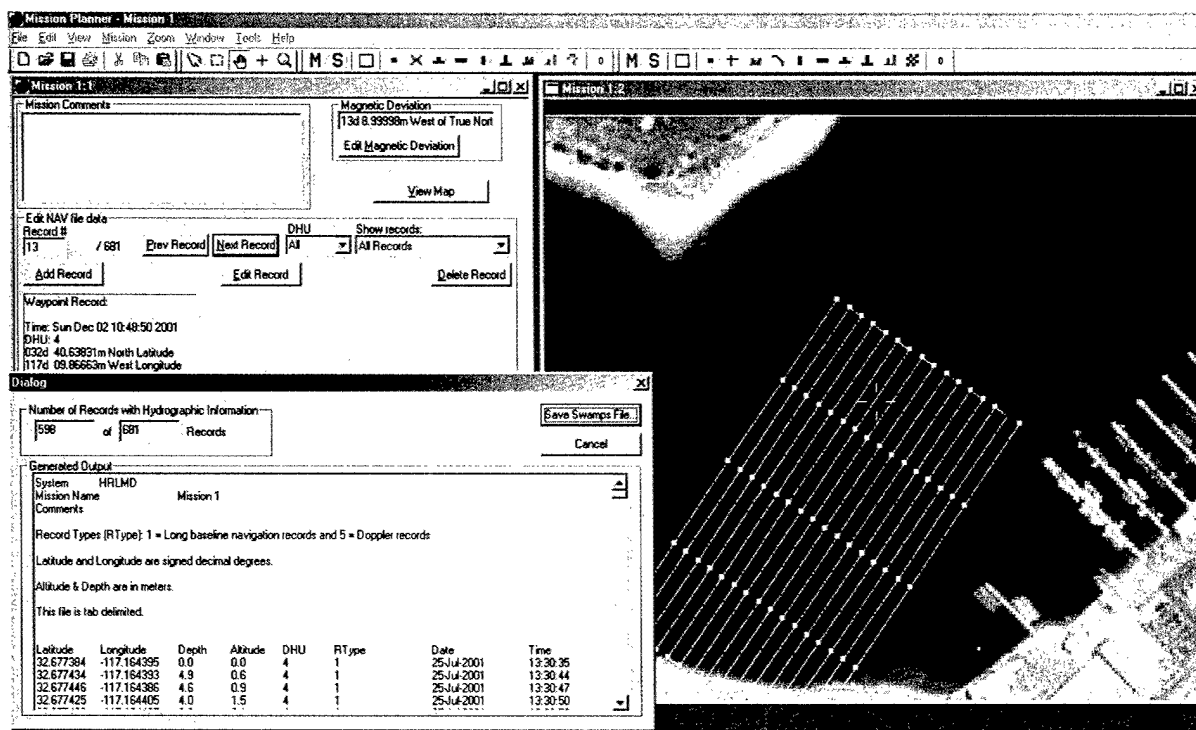 Mission Planner - Mission 1
File Edit View Mission Zoom Window Tools Help
M S M S
Mission 1:1
Mission 1:2
Mission Comments
Magnetic Deviation
13d 8.99998m West of True Nort
Edit Magnetic Deviation
View Map
Edit NAV file data
Record #
DHU
Show records:
13 / 681 Prev Record Next Record All All Records
Add Record Edit Record Delete Record
Waypoint Record:
Time: Sun Dec 02 10:48:50 2001
DHU: 4
032d 40.63831m North Latitude
117d 09.86663m West Longitude
Dialog
Number of Records with Hydrographic Information
598 of 681 Records
Save Swamps File...
Cancel
Generated Output
System HRLMD
Mission Name Mission 1
Comments
Record Types (RType): 1 = Long baseline navigation records and 5 = Doppler records
Latitude and Longitude are signed decimal degrees.
Altitude & Depth are in meters.
This file is tab delimited.
Latitude Longitude Depth Altitude DHU RType Date Time
32.677384 -117.164395 0.0 0.0 4 1 25-Jul-2001 13:30:35
32.677434 -117.164393 4.9 0.6 4 1 25-Jul-2001 13:30:44
32.677446 -117.164386 4.6 0.9 4 1 25-Jul-2001 13:30:47
32.677425 -117.164405 4.0 1.5 4 1 25-Jul-2001 13:30:50